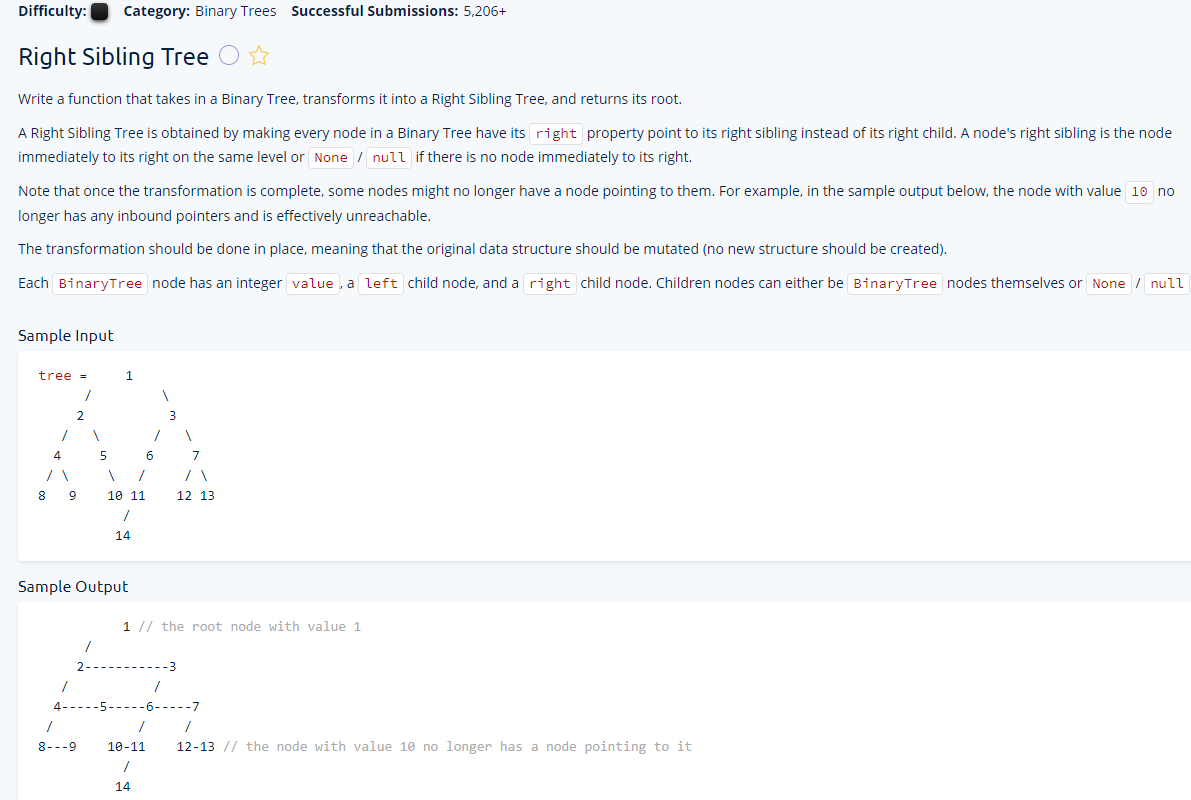 Difficulty: Category: Binary Trees Successful Submissions: 5,206+
Right Sibling Tree
Write a function that takes in a Binary Tree, transforms it into a Right Sibling Tree, and returns its root.
A Right Sibling Tree is obtained by making every node in a Binary Tree have its right property point to its right sibling instead of its right child. A node's right sibling is the node
immediately to its right on the same level or None / null if there is no node immediately to its right.
Note that once the transformation is complete, some nodes might no longer have a node pointing to them. For example, in the sample output below, the node with value 10 no
longer has any inbound pointers and is effectively unreachable.
The transformation should be done in place, meaning that the original data structure should be mutated (no new structure should be created).
Each BinaryTree node has an integer value , a left child node, and a right child node. Children nodes can either be BinaryTree nodes themselves or None / null
Sample Input
tree =     1
      /         \
     2           3
   /   \       /   \
  4     5     6     7
 / \     \   /     / \
8   9    10 11    12 13
           /
          14
Sample Output
           1 // the root node with value 1
      /
     2-----------3
   /           /
  4-----5-----6-----7
 /           /     /
8---9    10-11    12-13 // the node with value 10 no longer has a node pointing to it
           /
          14